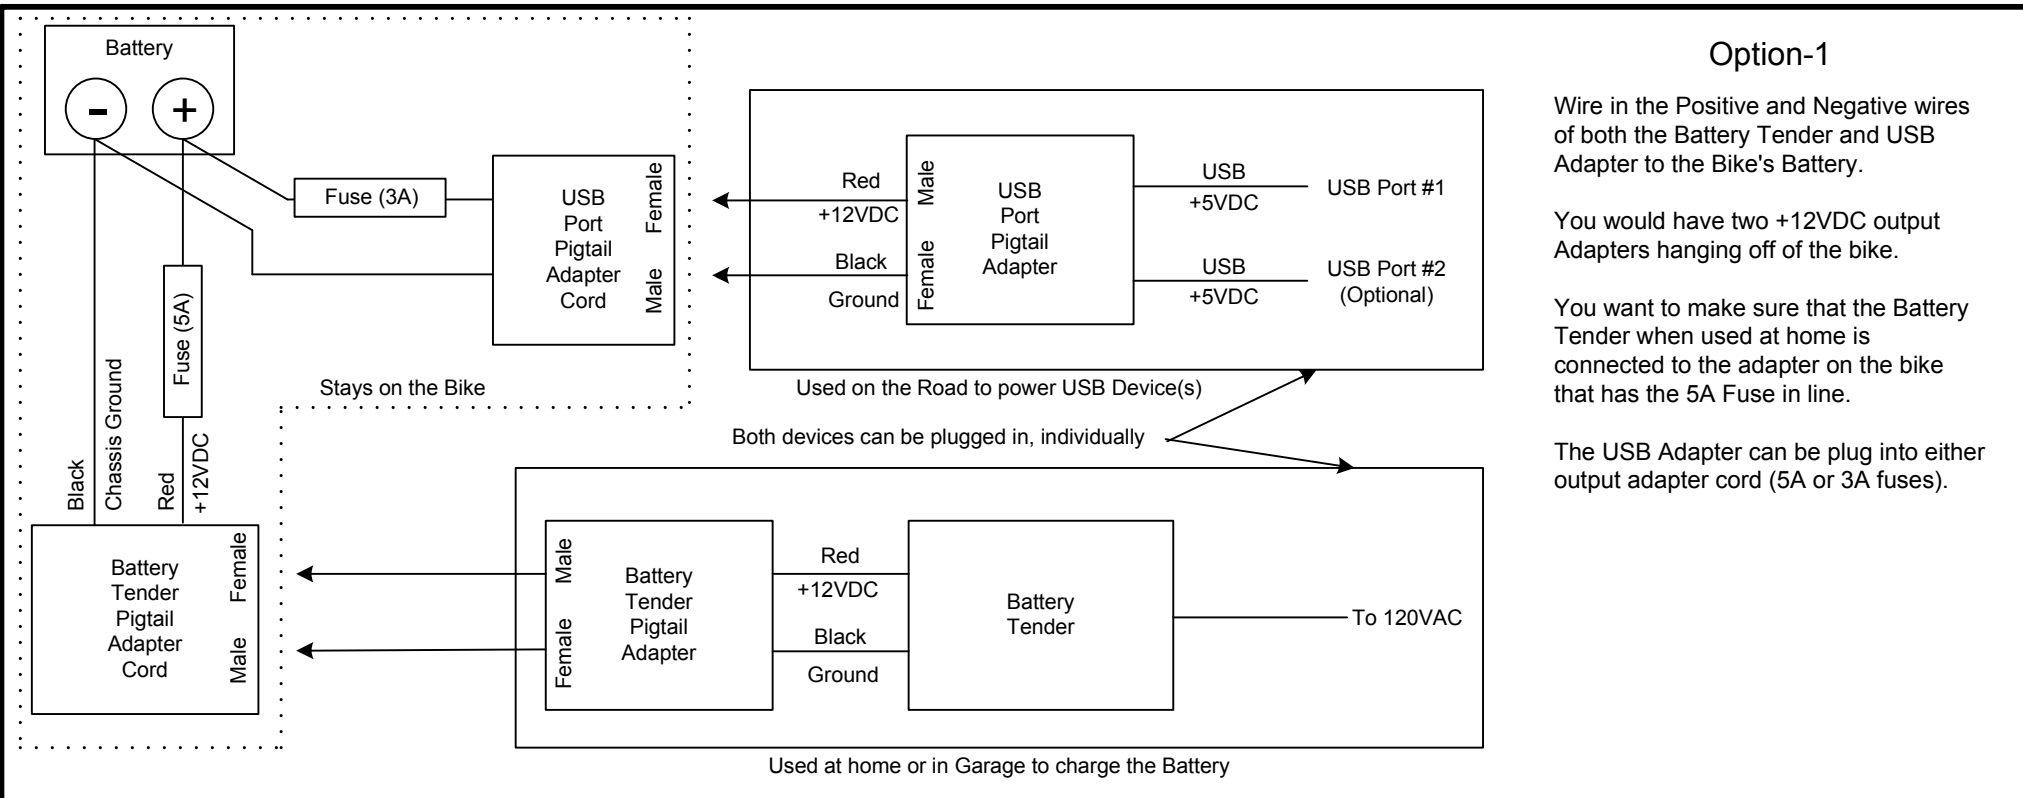 Battery
-
+
Fuse (3A)
Fuse (5A)
USB
Port
Pigtail
Adapter
Cord
Female
Male
Stays on the Bike
Black
Chassis Ground
Red
+12VDC
Battery
Tender
Pigtail
Adapter
Cord
Female
Male
Red
+12VDC
Black
Ground
Male
Female
USB
Port
Pigtail
Adapter
USB
+5VDC
USB Port #1
USB
+5VDC
USB Port #2
(Optional)
Used on the Road to power USB Device(s)
Both devices can be plugged in, individually
Male
Female
Battery
Tender
Pigtail
Adapter
Red
+12VDC
Black
Ground
Battery
Tender
To 120VAC
Used at home or in Garage to charge the Battery
Option-1
Wire in the Positive and Negative wires
of both the Battery Tender and USB
Adapter to the Bike's Battery.
You would have two +12VDC output
Adapters hanging off of the bike.
You want to make sure that the Battery
Tender when used at home is
connected to the adapter on the bike
that has the 5A Fuse in line.
The USB Adapter can be plug into either
output adapter cord (5A or 3A fuses).